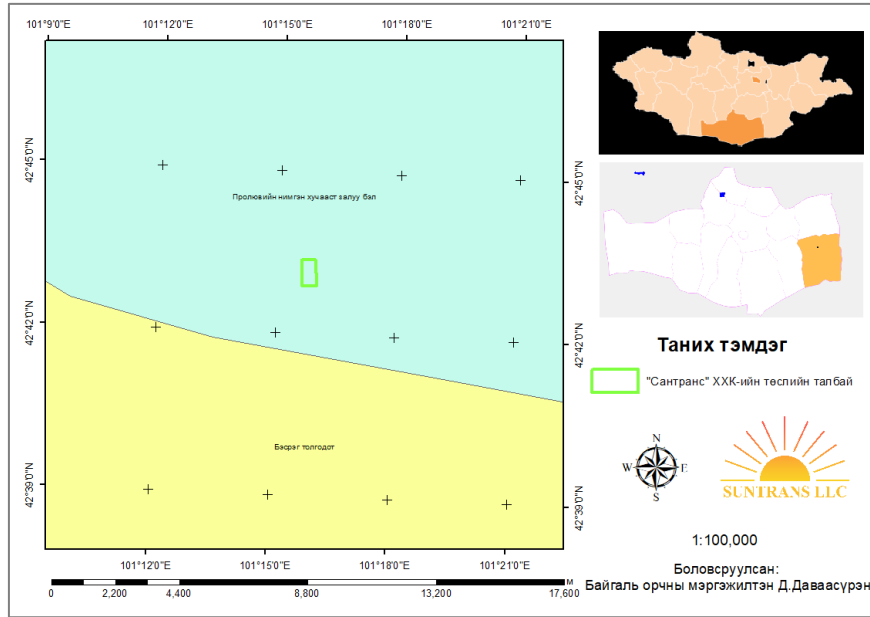 101°9'0"E 101°12'0"E 101°15'0"E 101°18'0"E 101°21'0"E
42°45'0"N
42°42'0"N
42°39'0"N
42°45'0"N
42°42'0"N
42°39'0"N
Пролювийн нимгэн хучааст залуу бэл
Бэсрэг толгодот
101°12'0"E 101°15'0"E 101°18'0"E 101°21'0"E
м
0 2,200 4,400 8,800 13,200 17,600
Таних тэмдэг
"Сантранс" ХХК-ийн төслийн талбай
N
W E
S
SUNTRANS LLC
1:100,000
Боловсруулсан:
Байгаль орчны мэргэжилтэн Д.Даваасүрэн